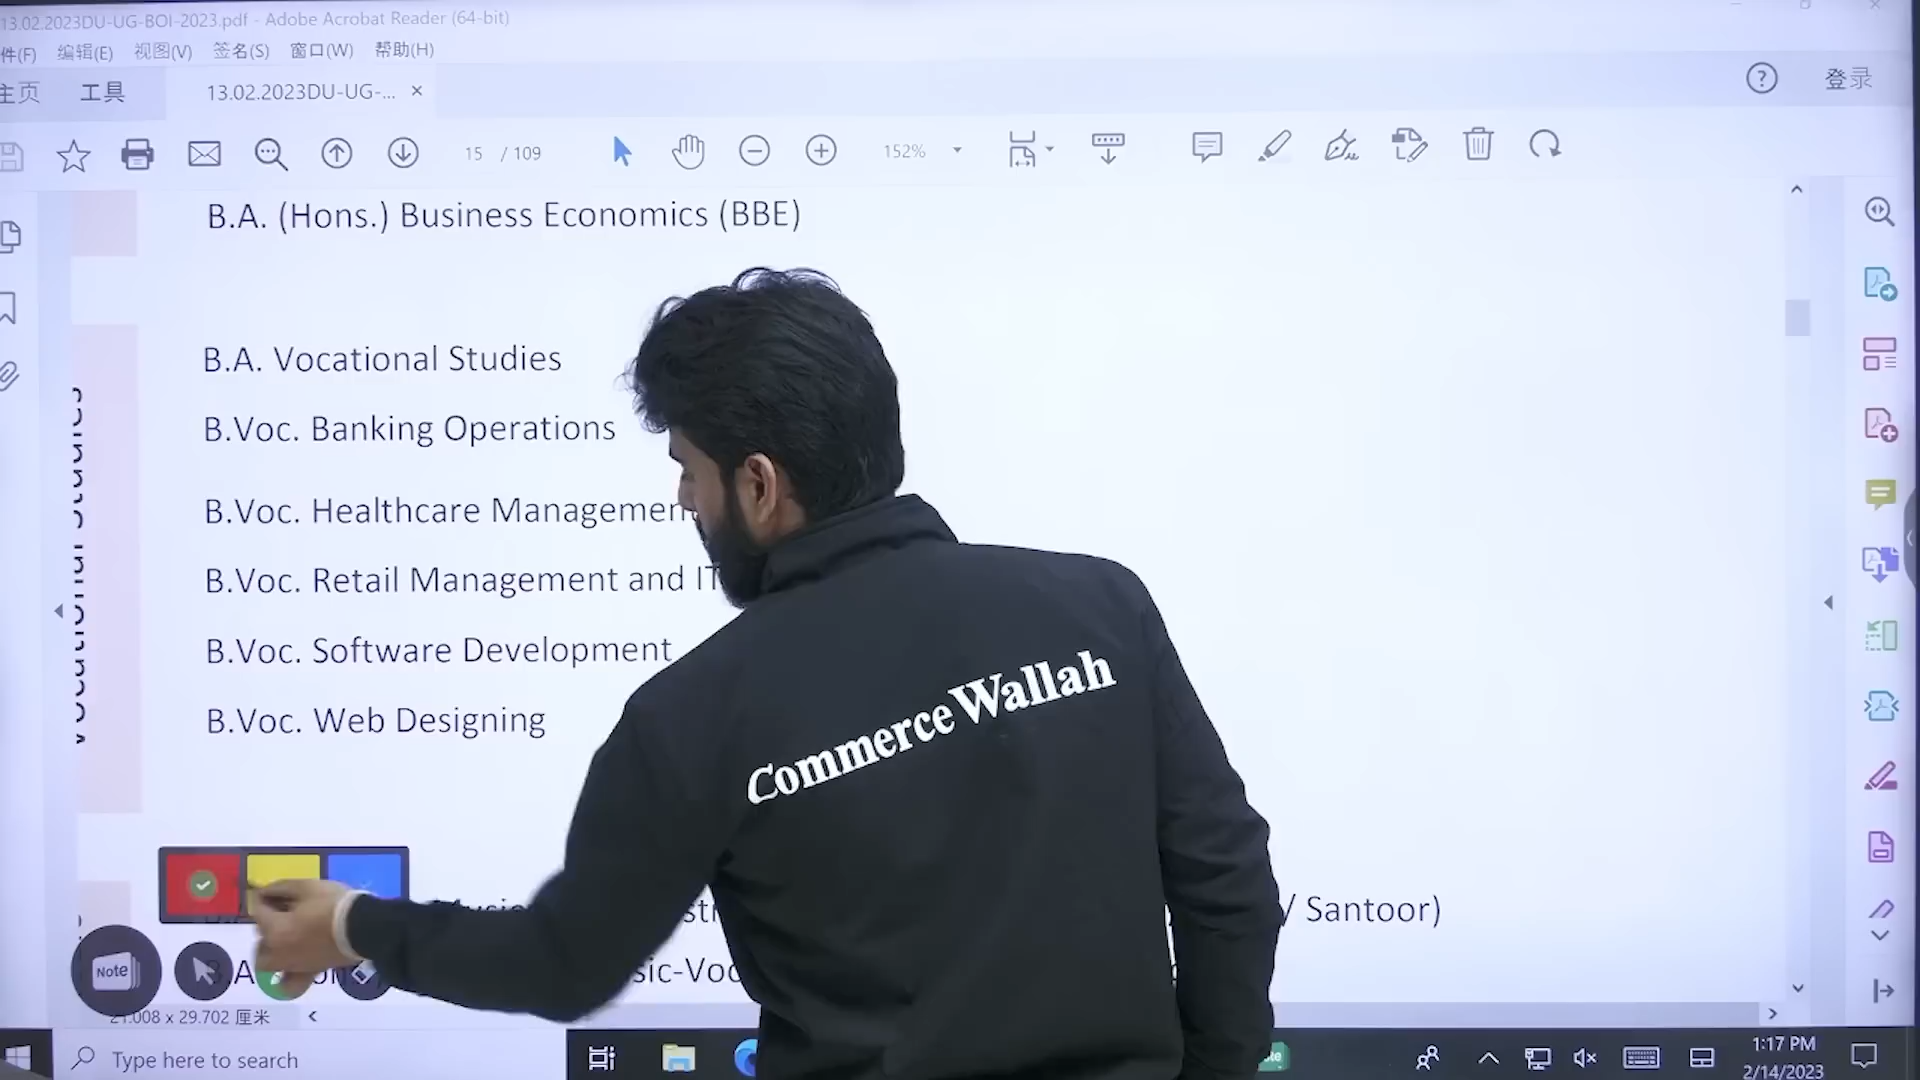 13.02.2023DU-UG-BOI-2023.pdf - Adobe Acrobat Reader (64-bit)
件(F) 编辑(E) 视图(V) 签名(S) 窗口(W) 帮助(H)
主页 工具 13.02.2023DU-UG-... × 登录
15 / 109 152%
B.A. (Hons.) Business Economics (BBE)
B.A. Vocational Studies
B.Voc. Banking Operations
B.Voc. Healthcare Managemen
B.Voc. Retail Management and IT
B.Voc. Software Development
B.Voc. Web Designing
Vocational Studies
Commerce Wallah
/ Santoor)
Note
sic-Voc
21.008 x 29.702 厘米
Type here to search
1:17 PM
2/14/2023